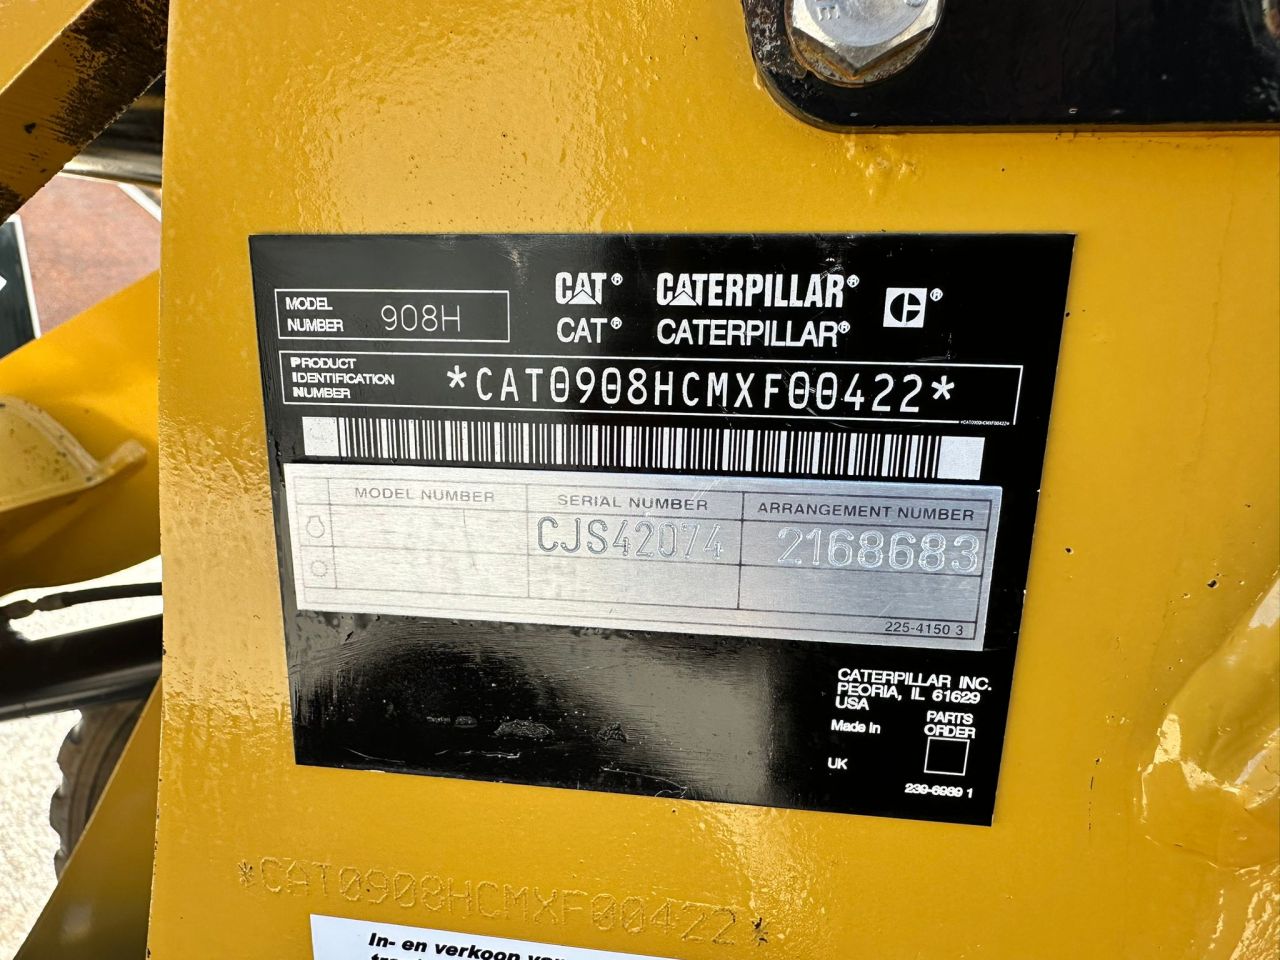 CAT® CATERPILLAR® ®
CAT® CATERPILLAR®
MODEL NUMBER 908H
PRODUCT IDENTIFICATION NUMBER *CAT0908HCMXF00422*
*CAT0908HCMXF00422*
MODEL NUMBER SERIAL NUMBER ARRANGEMENT NUMBER
CJS42074 2168683
225-4150 3
CATERPILLAR INC.
PEORIA, IL 61629
USA
Made in
UK
PARTS
ORDER
239-6989 1
*CAT0908HCMXF00422*
In- en verkoop van